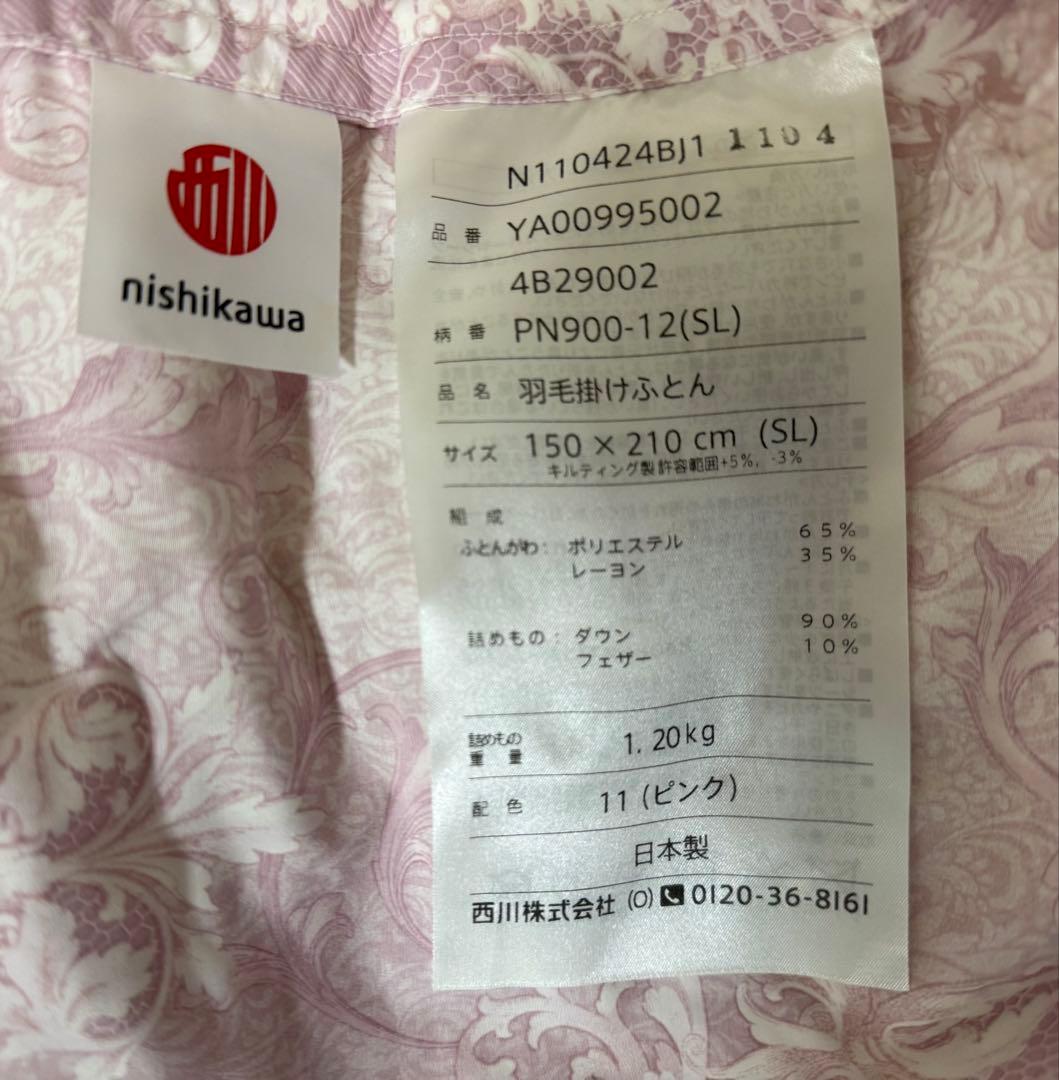 西川
nishikawa
N110424BJ1 1104
品番 YA00995002
4B29002
柄番 PN900-12(SL)
品名 羽毛掛けふとん
サイズ 150 × 210 cm (SL)
キルティング製 許容範囲+5%, -3%
組成
ふとんがわ: ポリエステル 65%
レーヨン 35%
詰めもの: ダウン 90%
フェザー 10%
詰めもの
重量 1.20kg
配色 11 (ピンク)
日本製
西川株式会社 (O) 0120-36-8161